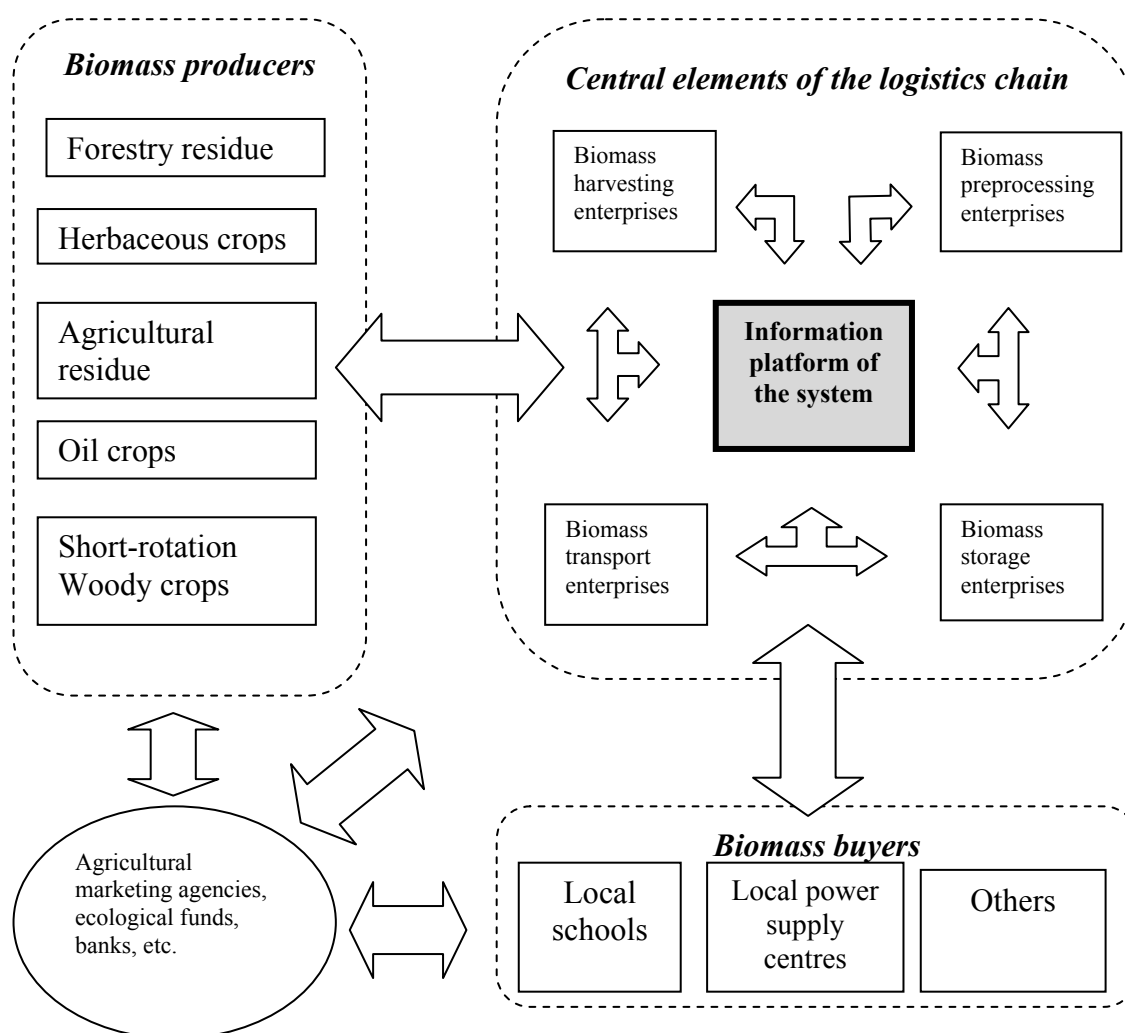 Biomass producers
Forestry residue
Herbaceous crops
Agricultural
residue
Oil crops
Short-rotation
Woody crops
Central elements of the logistics chain
Biomass
harvesting
enterprises
Biomass
preprocessing
enterprises
Information
platform of
the system
Biomass
transport
enterprises
Biomass
storage
enterprises
Agricultural
marketing agencies,
ecological funds,
banks, etc.
Biomass buyers
Local
schools
Local power
supply
centres
Others